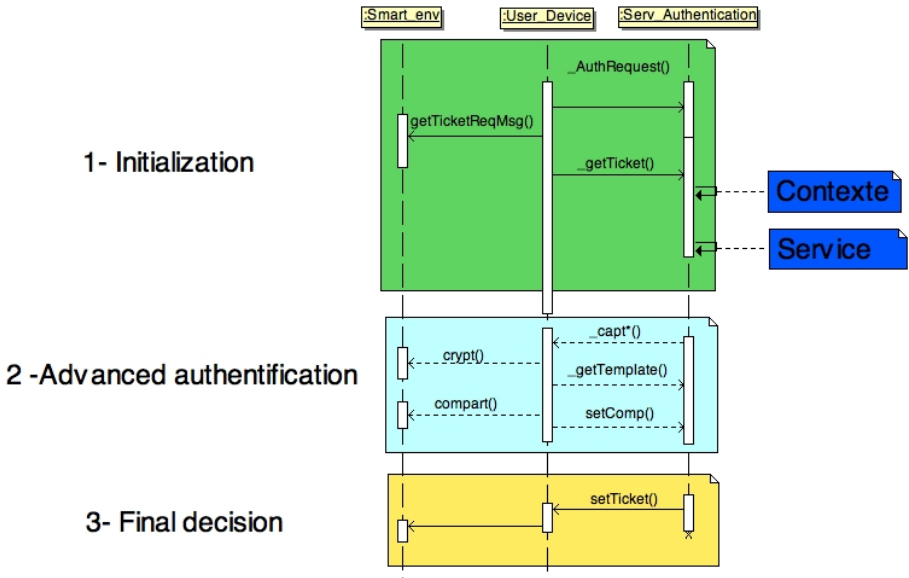 :Smart_env
:User_Device
:Serv_Authentication
_AuthRequest()
getTicketReqMsg()
1- Initialization
_getTicket()
Contexte
Service
_capt*()
crypt()
2 -Advanced authentification
_getTemplate()
compart()
setComp()
setTicket()
3- Final decision